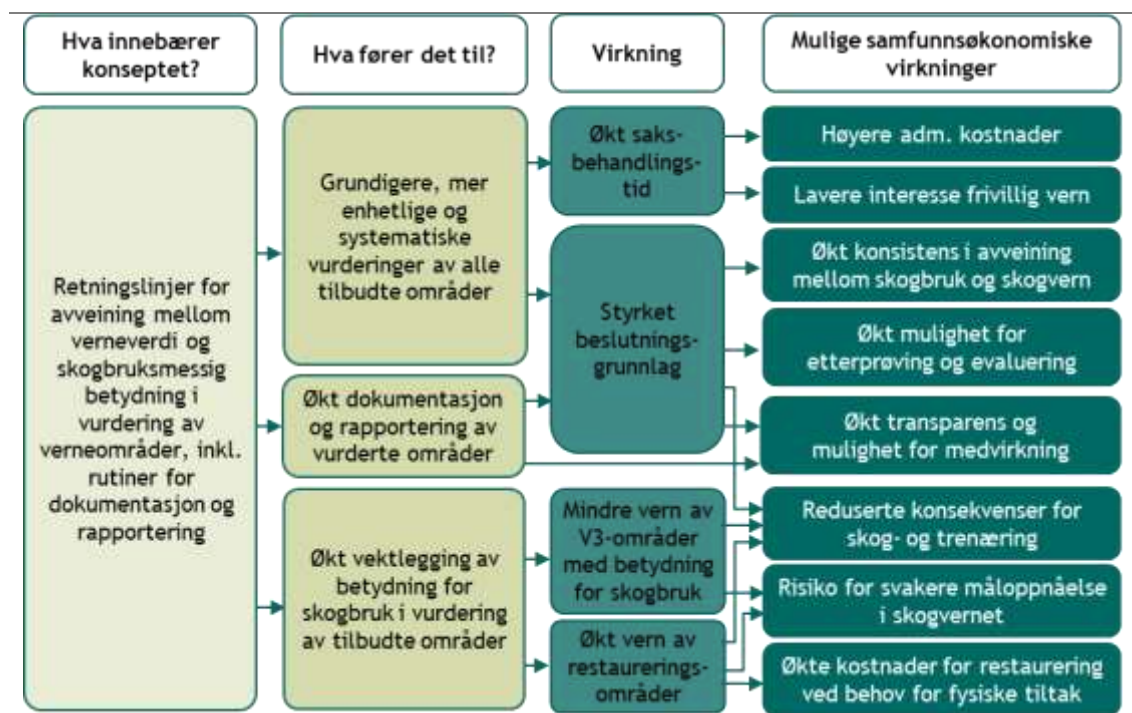 Hva innebærer
konseptet?
Hva fører det til?
Virkning
Mulige samfunnsøkonomiske
virkninger
Retningslinjer for
avveining mellom
verneverdi og
skogbruksmessig
betydning i
vurdering av
verneområder, inkl.
rutiner for
dokumentasjon og
rapportering
Grundigere, mer
enhetlige og
systematiske
vurderinger av alle
tilbudte områder
Økt dokumentasjon
og rapportering av
vurderte områder
Økt vektlegging av
betydning for
skogbruk i vurdering
av tilbudte områder
Økt saks-
behandlings-
tid
Styrket
beslutnings-
grunnlag
Mindre vern av
V3-områder
med betydning
for skogbruk
Økt vern av
restaurerings-
områder
Høyere adm. kostnader
Lavere interesse frivillig vern
Økt konsistens i avveining
mellom skogbruk og skogvern
Økt mulighet for
etterprøving og evaluering
Økt transparens og
mulighet for medvirkning
Reduserte konsekvenser for
skog- og trenæring
Risiko for svakere måloppnåelse
i skogvernet
Økte kostnader for restaurering
ved behov for fysiske tiltak